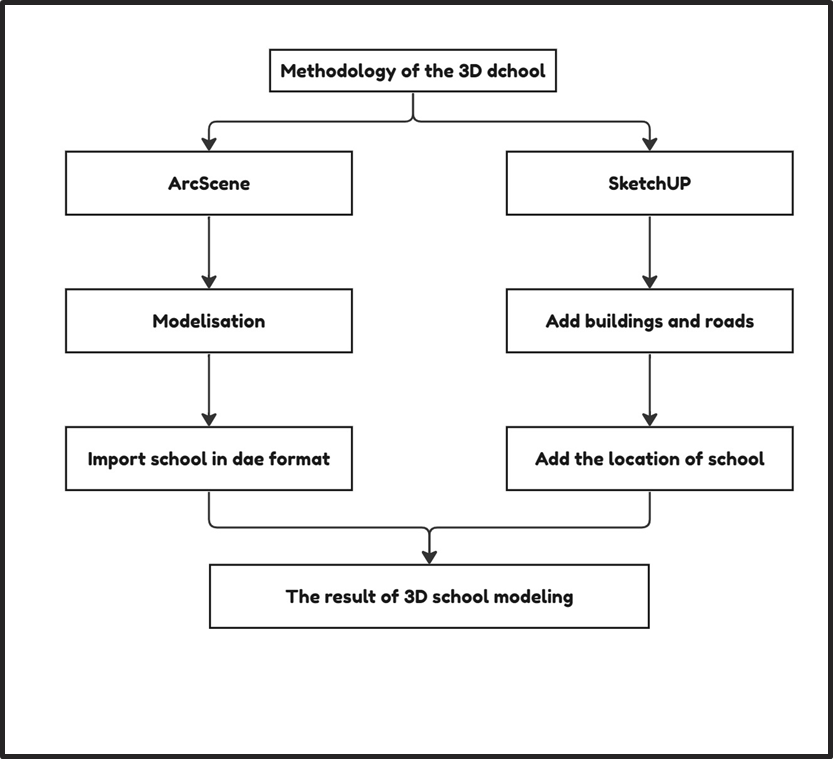 Methodology of the 3D dchool
ArcScene
SketchUP
Modelisation
Add buildings and roads
Import school in dae format
Add the location of school
The result of 3D school modeling